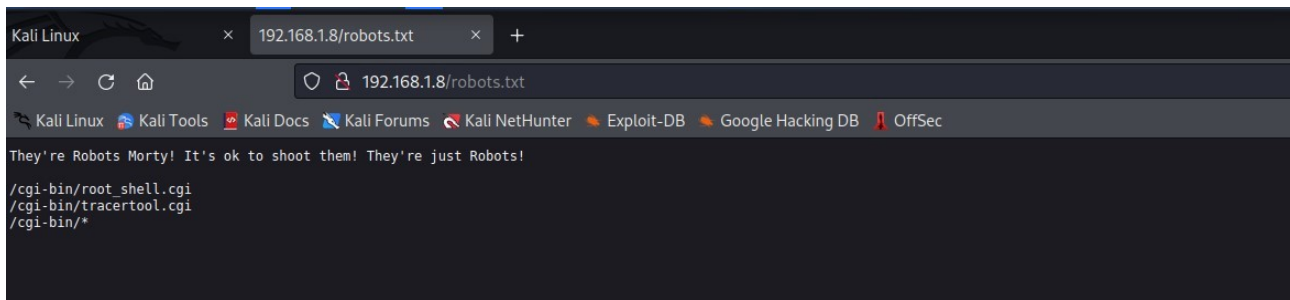 Kali Linux × 192.168.1.8/robots.txt × +
192.168.1.8/robots.txt
Kali Linux Kali Tools Kali Docs Kali Forums Kali NetHunter Exploit-DB Google Hacking DB OffSec
They're Robots Morty! It's ok to shoot them! They're just Robots!
/cgi-bin/root_shell.cgi
/cgi-bin/tracertool.cgi
/cgi-bin/*